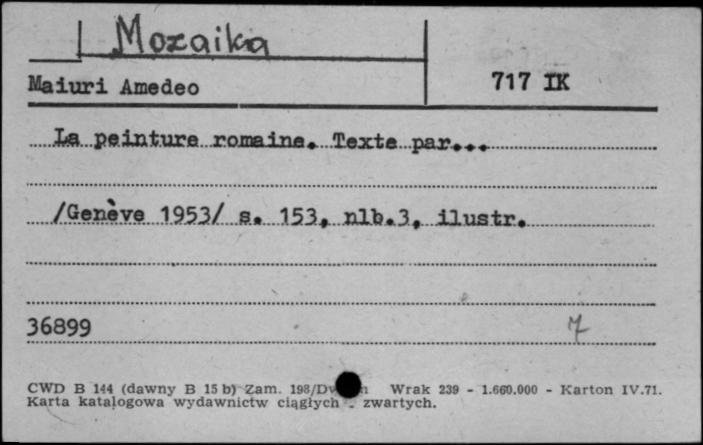 Mozaika
Maiuri Amedeo 717 IK
La peinture romaine. Texte par...
/Genève 1953/ s. 153, nlb.3, ilustr.
36899 7
CWD B 144 (dawny B 15 b) Zam. 198/ Wrak 239 - 1.660.000 - Karton IV.71.
Karta katalogowa wydawnictw ciągłych - zwartych.